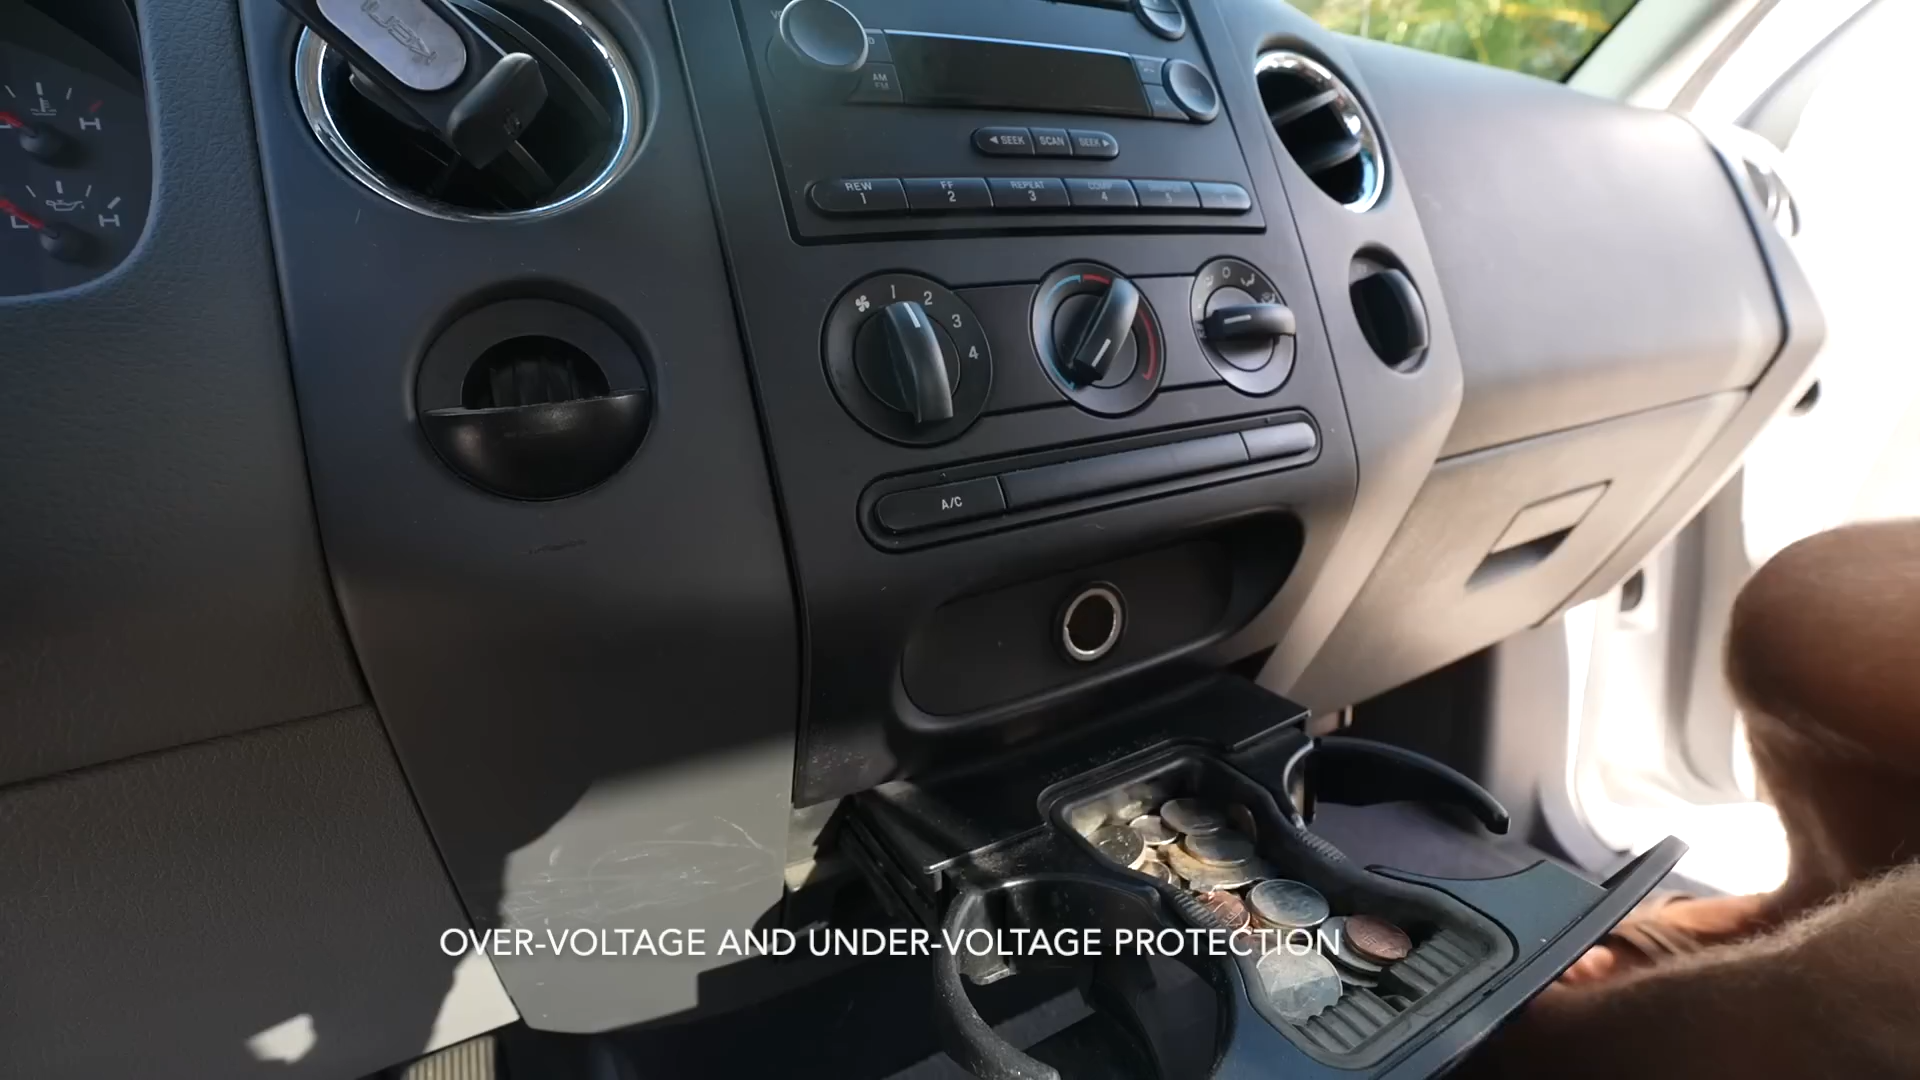 AM
FM
◄ SEEK SCAN SEEK ►
REW FF REPEAT COMP
1 2 3 4 5 6
1 2 3 4
A/C
H
L H
OVER-VOLTAGE AND UNDER-VOLTAGE PROTECTION